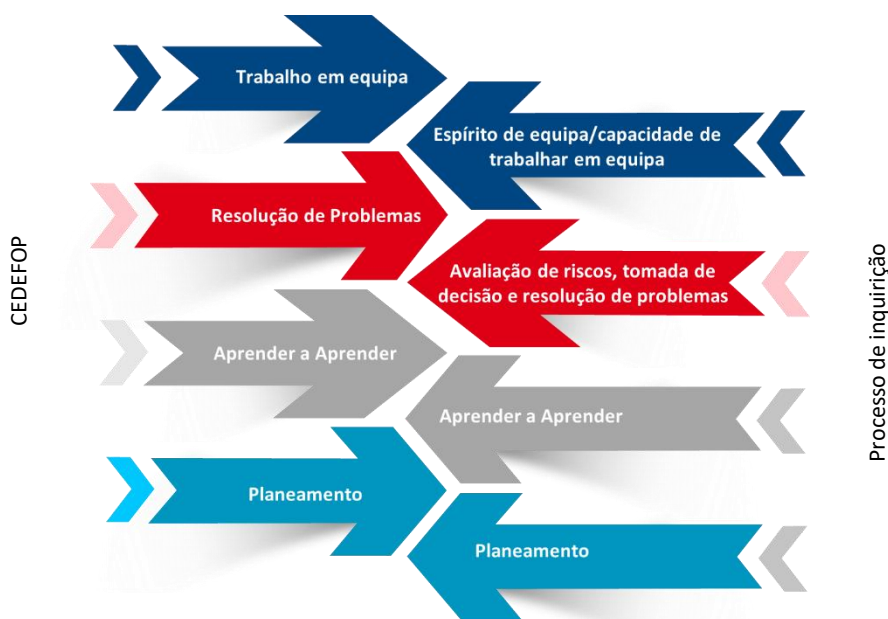 CEDEFOP
Trabalho em equipa
Espírito de equipa/capacidade de
trabalhar em equipa
Resolução de Problemas
Avaliação de riscos, tomada de
decisão e resolução de problemas
Aprender a Aprender
Aprender a Aprender
Planeamento
Planeamento
Processo de inquirição